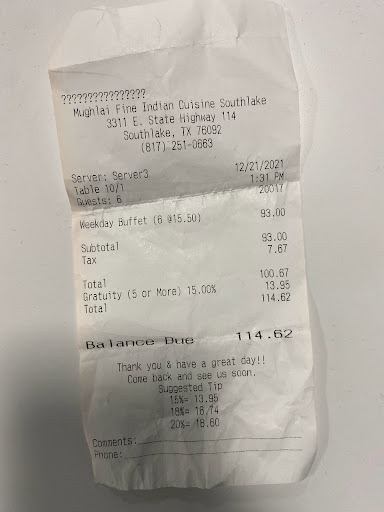 ????????????????
Mughlai Fine Indian Cuisine Southlake
3311 E. State Highway 114
Southlake, TX 76092
(817) 251-0663
Server: Server3 12/21/2021
Table 10/1 1:31 PM
Guests: 6 20017
Weekday Buffet (6 @15.50) 93.00
Subtotal 93.00
Tax 7.67
Total 100.67
Gratuity (5 or More) 15.00% 13.95
Total 114.62
Balance Due 114.62
Thank you & have a great day!!
Come back and see us soon.
Suggested Tip
15%= 13.95
18%= 16.74
20%= 18.60
Comments:
Phone: